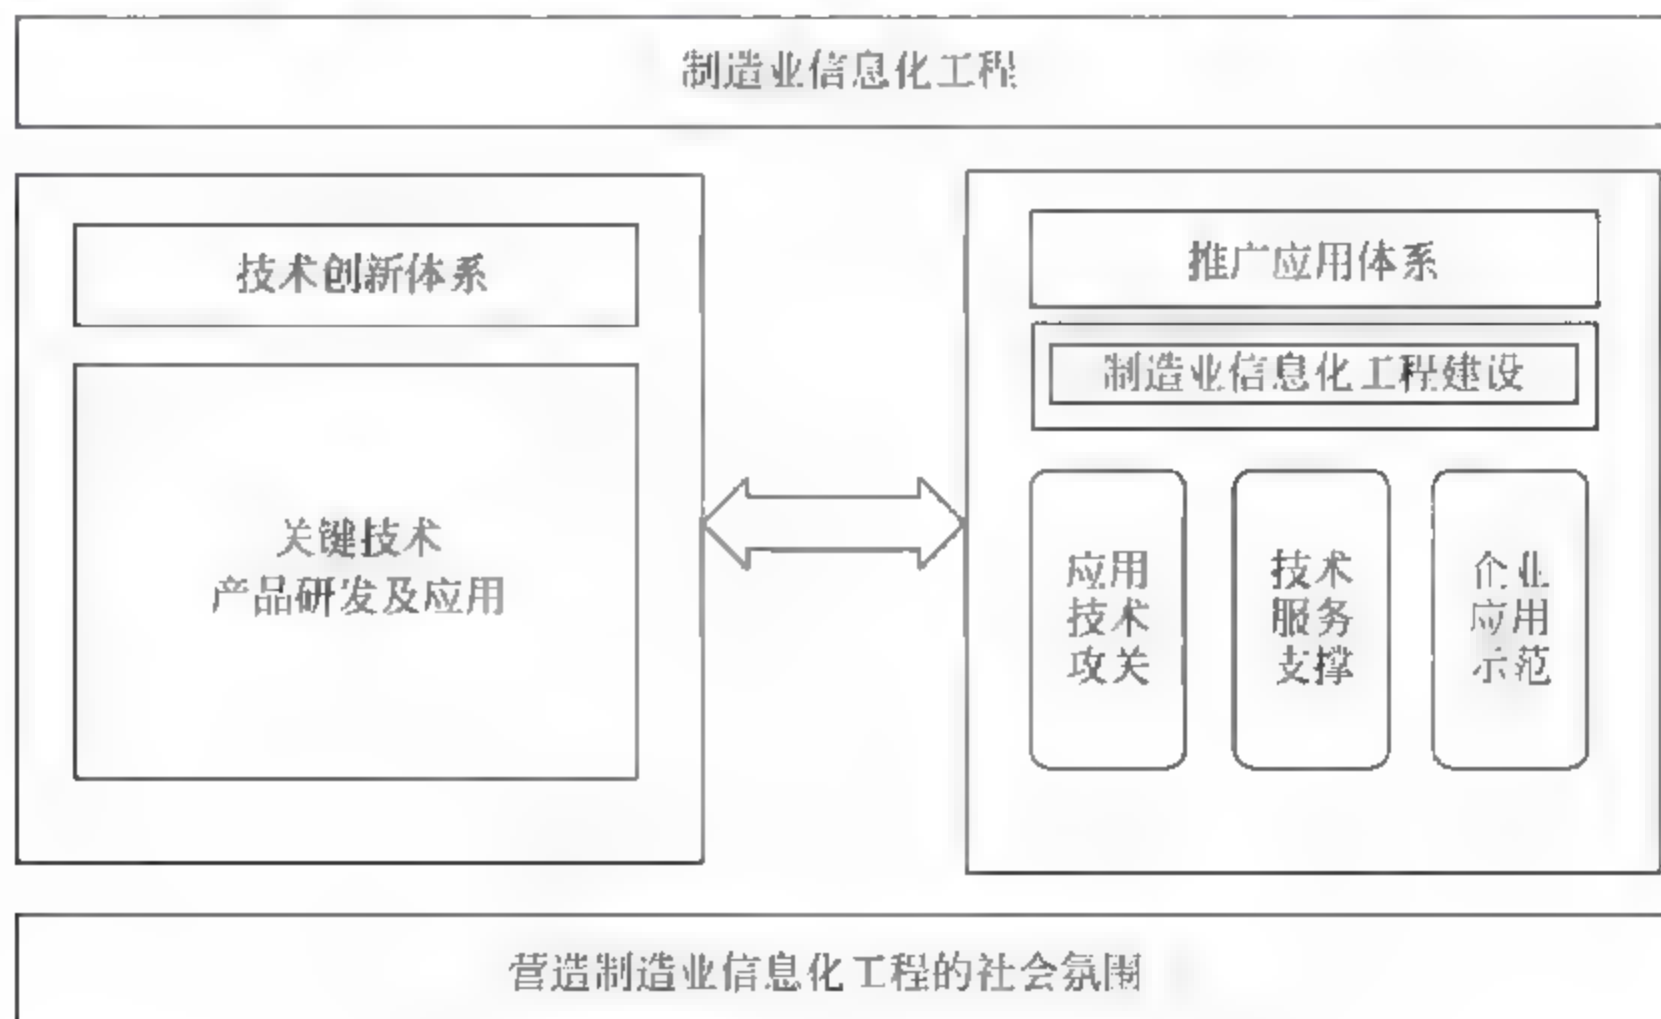 制造业信息化工程
技术创新体系
关键技术
产品研发及应用
推广应用体系
制造业信息化工程建设
应用
技术
攻关
技术
服务
支撑
企业
应用
示范
营造制造业信息化工程的社会氛围